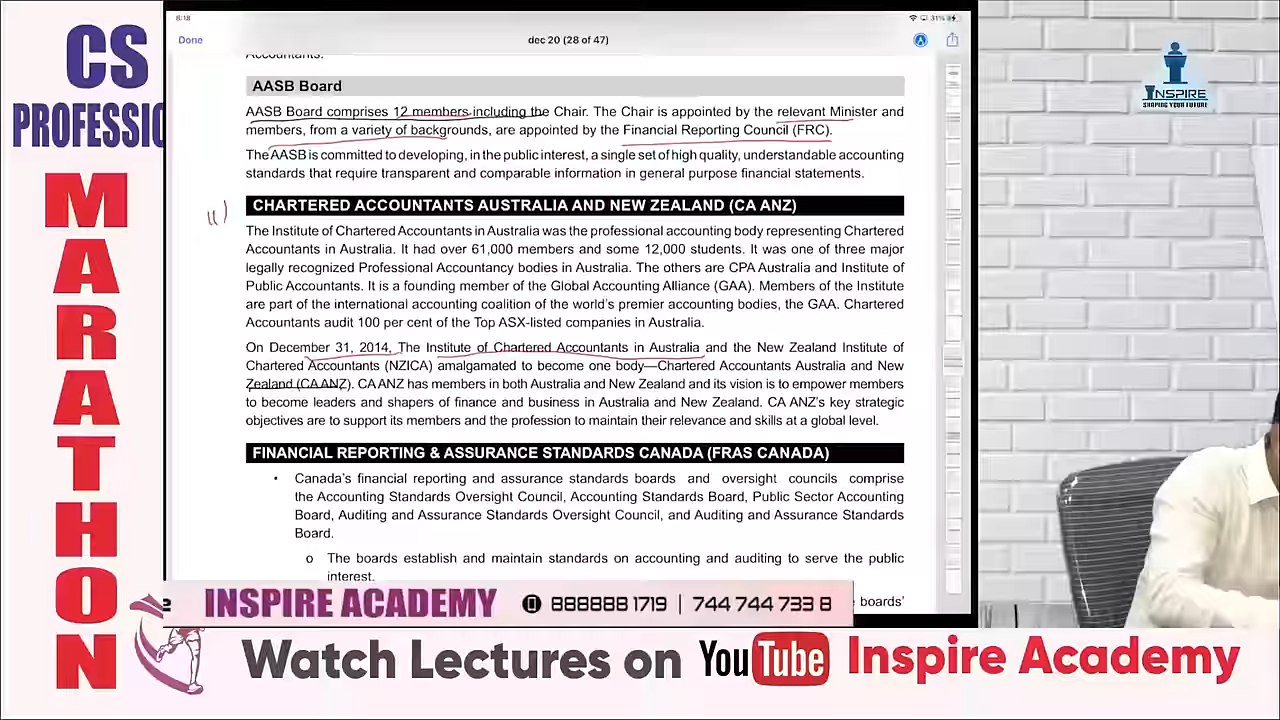 CS
PROFESSIO
MARATHON
8:18
31%
Done
dec 20 (28 of 47)
Accountants.
AASB Board
AASB Board comprises 12 members including the Chair. The Chair is appointed by the relevant Minister and
members, from a variety of backgrounds, are appointed by the Financial Reporting Council (FRC).
The AASB is committed to developing, in the public interest, a single set of high quality, understandable accounting
standards that require transparent and comparable information in general purpose financial statements.
11)
CHARTERED ACCOUNTANTS AUSTRALIA AND NEW ZEALAND (CA ANZ)
The Institute of Chartered Accountants in Australia was the professional accounting body representing Chartered
Accountants in Australia. It had over 61,000 members and some 12,000 students. It was one of three major
legally recognized Professional Accountancy bodies in Australia. The others are CPA Australia and Institute of
Public Accountants. It is a founding member of the Global Accounting Alliance (GAA). Members of the Institute
are part of the international accounting coalition of the world's premier accounting bodies, the GAA. Chartered
Accountants audit 100 per cent of the Top ASX-listed companies in Australia.
On December 31, 2014, The Institute of Chartered Accountants in Australia and the New Zealand Institute of
Chartered Accountants (NZICA) amalgamated to become one body—Chartered Accountants Australia and New
Zealand (CA ANZ). CA ANZ has members in both Australia and New Zealand and its vision is to empower members
to become leaders and shapers of finance and business in Australia and New Zealand. CA ANZ's key strategic
objectives are to support its members and the profession to maintain their relevance and skills at a global level.
FINANCIAL REPORTING & ASSURANCE STANDARDS CANADA (FRAS CANADA)
• Canada's financial reporting and assurance standards boards and oversight councils comprise
the Accounting Standards Oversight Council, Accounting Standards Board, Public Sector Accounting
Board, Auditing and Assurance Standards Oversight Council, and Auditing and Assurance Standards
Board.
o The boards establish and maintain standards on accounting and auditing to serve the public
interest.
e boards'
INSPIRE ACADEMY 888888 1719 | 744 744 733 8
Watch Lectures on YouTube Inspire Academy
INSPIRE
SHAPING YOUR FUTURE